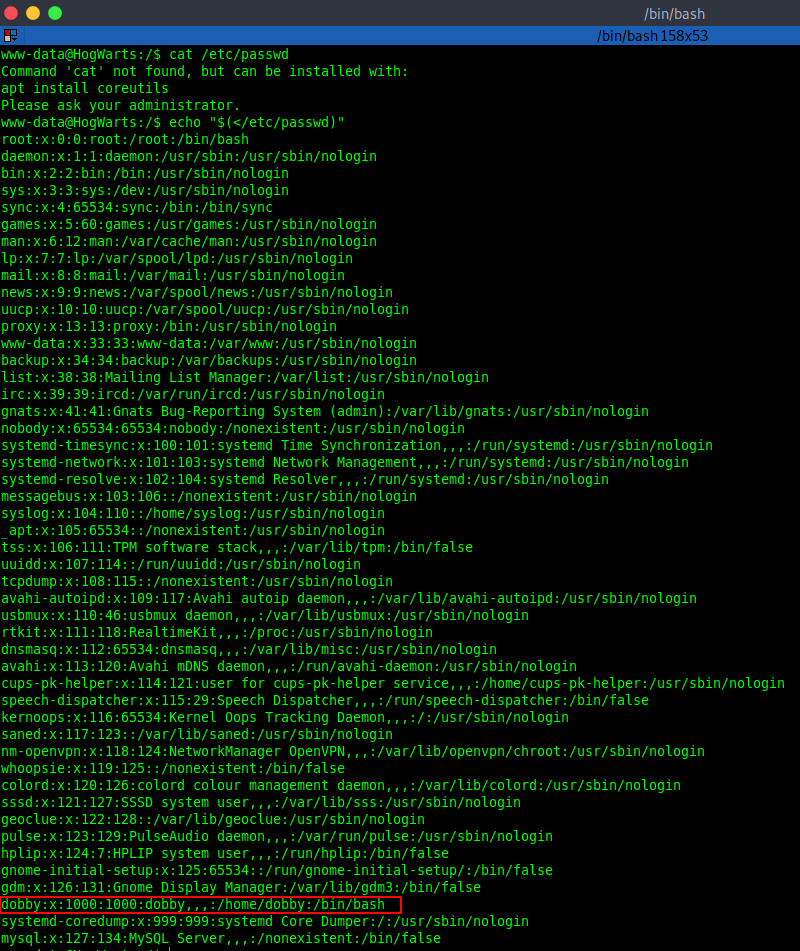 /bin/bash
/bin/bash 158x53
www-data@HogWarts:/$ cat /etc/passwd
Command 'cat' not found, but can be installed with:
apt install coreutils
Please ask your administrator.
www-data@HogWarts:/$ echo "$(</etc/passwd)"
root:x:0:0:root:/root:/bin/bash
daemon:x:1:1:daemon:/usr/sbin:/usr/sbin/nologin
bin:x:2:2:bin:/bin:/usr/sbin/nologin
sys:x:3:3:sys:/dev:/usr/sbin/nologin
sync:x:4:65534:sync:/bin:/bin/sync
games:x:5:60:games:/usr/games:/usr/sbin/nologin
man:x:6:12:man:/var/cache/man:/usr/sbin/nologin
lp:x:7:7:lp:/var/spool/lpd:/usr/sbin/nologin
mail:x:8:8:mail:/var/mail:/usr/sbin/nologin
news:x:9:9:news:/var/spool/news:/usr/sbin/nologin
uucp:x:10:10:uucp:/var/spool/uucp:/usr/sbin/nologin
proxy:x:13:13:proxy:/bin:/usr/sbin/nologin
www-data:x:33:33:www-data:/var/www:/usr/sbin/nologin
backup:x:34:34:backup:/var/backups:/usr/sbin/nologin
list:x:38:38:Mailing List Manager:/var/list:/usr/sbin/nologin
irc:x:39:39:ircd:/var/run/ircd:/usr/sbin/nologin
gnats:x:41:41:Gnats Bug-Reporting System (admin):/var/lib/gnats:/usr/sbin/nologin
nobody:x:65534:65534:nobody:/nonexistent:/usr/sbin/nologin
systemd-timesync:x:100:101:systemd Time Synchronization,,,:/run/systemd:/usr/sbin/nologin
systemd-network:x:101:103:systemd Network Management,,,:/run/systemd:/usr/sbin/nologin
systemd-resolve:x:102:104:systemd Resolver,,,:/run/systemd:/usr/sbin/nologin
messagebus:x:103:106::/nonexistent:/usr/sbin/nologin
syslog:x:104:110::/home/syslog:/usr/sbin/nologin
_apt:x:105:65534::/nonexistent:/usr/sbin/nologin
tss:x:106:111:TPM software stack,,,:/var/lib/tpm:/bin/false
uuidd:x:107:114::/run/uuidd:/usr/sbin/nologin
tcpdump:x:108:115::/nonexistent:/usr/sbin/nologin
avahi-autoipd:x:109:117:Avahi autoip daemon,,,:/var/lib/avahi-autoipd:/usr/sbin/nologin
usbmux:x:110:46:usbmux daemon,,,:/var/lib/usbmux:/usr/sbin/nologin
rtkit:x:111:118:RealtimeKit,,,:/proc:/usr/sbin/nologin
dnsmasq:x:112:65534:dnsmasq,,,:/var/lib/misc:/usr/sbin/nologin
avahi:x:113:120:Avahi mDNS daemon,,,:/run/avahi-daemon:/usr/sbin/nologin
cups-pk-helper:x:114:121:user for cups-pk-helper service,,,:/home/cups-pk-helper:/usr/sbin/nologin
speech-dispatcher:x:115:29:Speech Dispatcher,,,:/run/speech-dispatcher:/bin/false
kernoops:x:116:65534:Kernel Oops Tracking Daemon,,,:/:/usr/sbin/nologin
saned:x:117:123::/var/lib/saned:/usr/sbin/nologin
nm-openvpn:x:118:124:NetworkManager OpenVPN,,,:/var/lib/openvpn/chroot:/usr/sbin/nologin
whoopsie:x:119:125::/nonexistent:/bin/false
colord:x:120:126:colord colour management daemon,,,:/var/lib/colord:/usr/sbin/nologin
sssd:x:121:127:SSSD system user,,,:/var/lib/sss:/usr/sbin/nologin
geoclue:x:122:128::/var/lib/geoclue:/usr/sbin/nologin
pulse:x:123:129:PulseAudio daemon,,,:/var/run/pulse:/usr/sbin/nologin
hplip:x:124:7:HPLIP system user,,,:/run/hplip:/bin/false
gnome-initial-setup:x:125:65534::/run/gnome-initial-setup/:/bin/false
gdm:x:126:131:Gnome Display Manager:/var/lib/gdm3:/bin/false
dobby:x:1000:1000:dobby,,,:/home/dobby:/bin/bash
systemd-coredump:x:999:999:systemd Core Dumper:/:/usr/sbin/nologin
mysql:x:127:134:MySQL Server,,,:/nonexistent:/bin/false